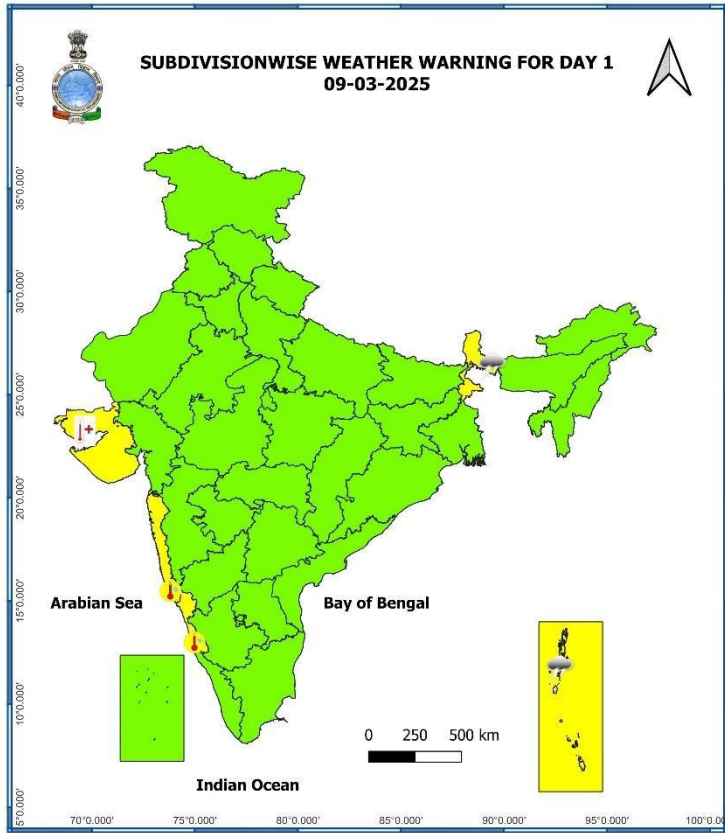 SUBDIVISIONWISE WEATHER WARNING FOR DAY 1
09-03-2025
40°0.000'
35°0.000'
30°0.000'
25°0.000'
20°0.000'
15°0.000'
10°0.000'
5°0.000'
Arabian Sea
Bay of Bengal
0 250 500 km
Indian Ocean
70°0.000' 75°0.000' 80°0.000' 85°0.000' 90°0.000' 95°0.000' 100°0.0